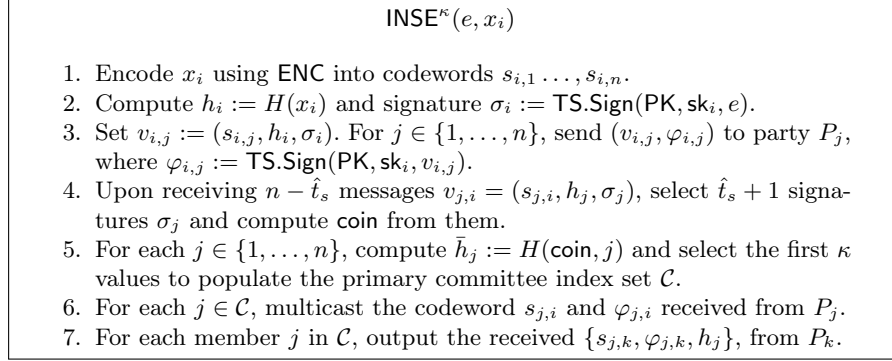 INSE^κ(e, x_i)
1. Encode x_i using ENC into codewords s_{i,1} . . . , s_{i,n}.
2. Compute h_i := H(x_i) and signature σ_i := TS.Sign(PK, sk_i, e).
3. Set v_{i,j} := (s_{i,j}, h_i, σ_i). For j ∈ {1, . . . , n}, send (v_{i,j}, φ_{i,j}) to party P_j,
where φ_{i,j} := TS.Sign(PK, sk_i, v_{i,j}).
4. Upon receiving n − t̂_s messages v_{j,i} = (s_{j,i}, h_j, σ_j), select t̂_s + 1 signa-
tures σ_j and compute coin from them.
5. For each j ∈ {1, . . . , n}, compute h̄_j := H(coin, j) and select the first κ
values to populate the primary committee index set C.
6. For each j ∈ C, multicast the codeword s_{j,i} and φ_{j,i} received from P_j.
7. For each member j in C, output the received {s_{j,k}, φ_{j,k}, h_j}, from P_k.